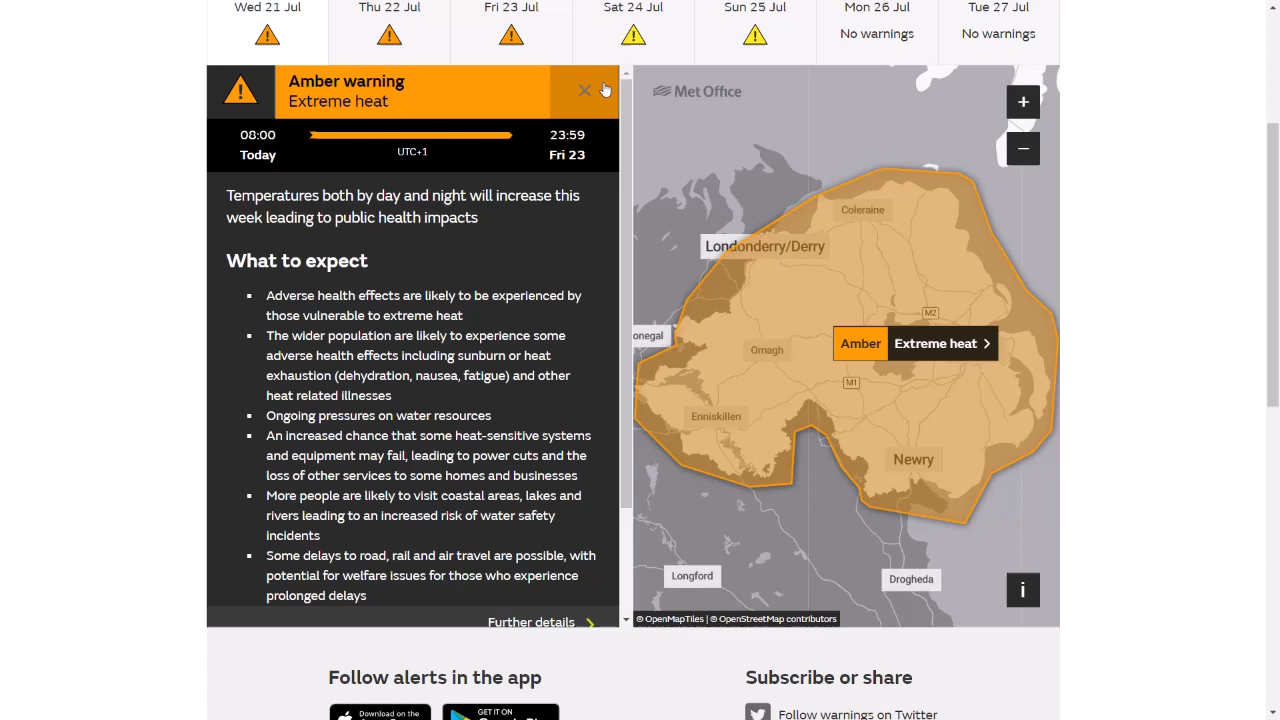 Wed 21 Jul
Thu 22 Jul
Fri 23 Jul
Sat 24 Jul
Sun 25 Jul
Mon 26 Jul
Tue 27 Jul
No warnings
No warnings
Amber warning
Extreme heat
08:00
23:59
Today
UTC+1
Fri 23
Temperatures both by day and night will increase this
week leading to public health impacts
What to expect
Adverse health effects are likely to be experienced by
those vulnerable to extreme heat
The wider population are likely to experience some
adverse health effects including sunburn or heat
exhaustion (dehydration, nausea, fatigue) and other
heat related illnesses
Ongoing pressures on water resources
An increased chance that some heat-sensitive systems
and equipment may fail, leading to power cuts and the
loss of other services to some homes and businesses
More people are likely to visit coastal areas, lakes and
rivers leading to an increased risk of water safety
incidents
Some delays to road, rail and air travel are possible, with
potential for welfare issues for those who experience
prolonged delays
Further details
Met Office
+
−
Coleraine
Londonderry/Derry
M2
onegal
Omagh
Amber Extreme heat
M1
Enniskillen
Newry
Longford
Drogheda
i
© OpenMapTiles | © OpenStreetMap contributors
Follow alerts in the app
Subscribe or share
Download on the
GET IT ON
Follow warnings on Twitter